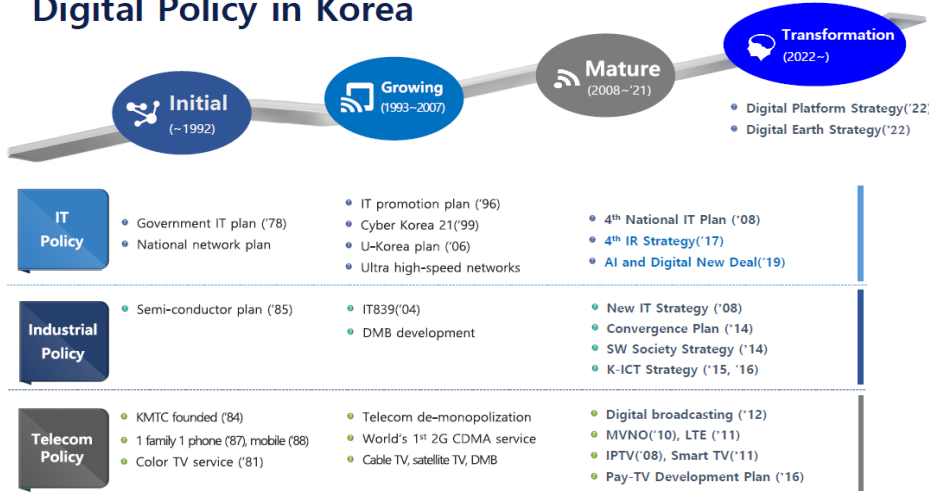 Digital Policy in Korea
Initial
(~1992)
Growing
(1993~2007)
Mature
(2008~'21)
Transformation
(2022~)
Digital Platform Strategy('22)
Digital Earth Strategy('22)
IT
Policy
Government IT plan ('78)
National network plan
IT promotion plan ('96)
Cyber Korea 21('99)
U-Korea plan ('06)
Ultra high-speed networks
4th National IT Plan ('08)
4th IR Strategy('17)
AI and Digital New Deal('19)
Industrial
Policy
Semi-conductor plan ('85)
IT839('04)
DMB development
New IT Strategy ('08)
Convergence Plan ('14)
SW Society Strategy ('14)
K-ICT Strategy ('15, '16)
Telecom
Policy
KMTC founded ('84)
1 family 1 phone ('87), mobile ('88)
Color TV service ('81)
Telecom de-monopolization
World's 1st 2G CDMA service
Cable TV, satellite TV, DMB
Digital broadcasting ('12)
MVNO('10), LTE ('11)
IPTV('08), Smart TV('11)
Pay-TV Development Plan ('16)